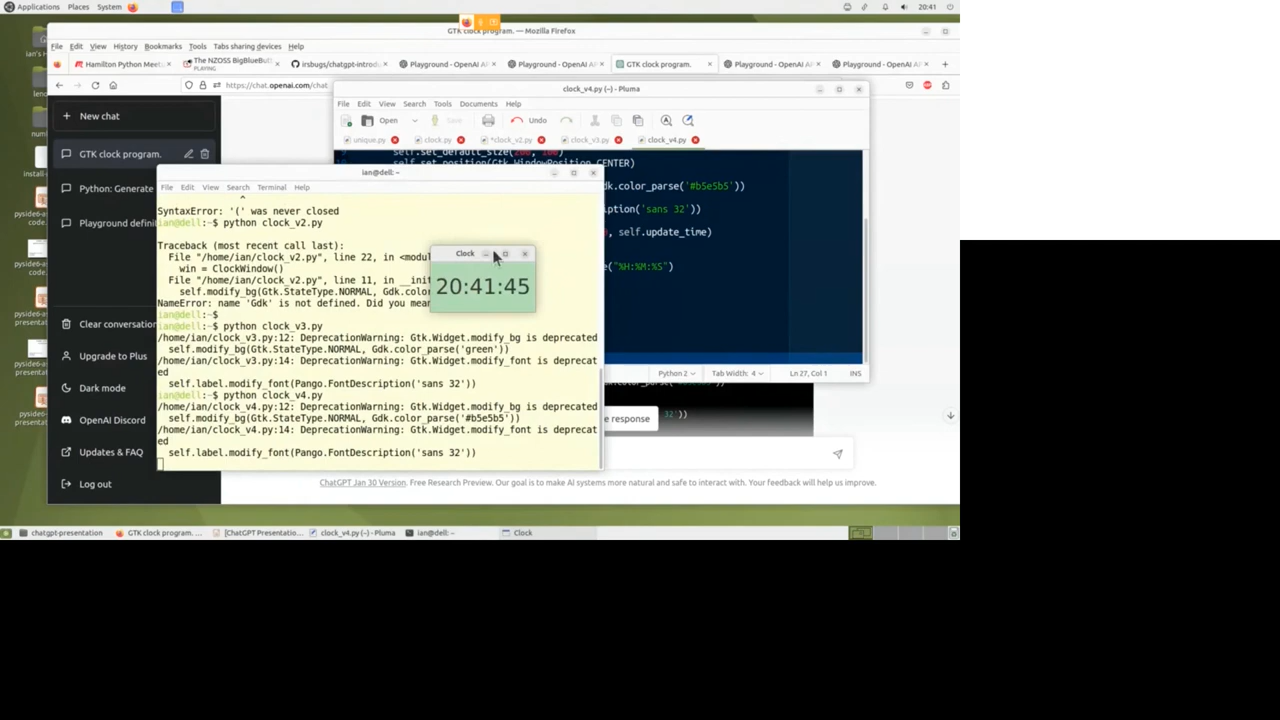 Applications Places System
20:41
GTK clock program. — Mozilla Firefox
File Edit View History Bookmarks Tools Tabs sharing devices Help
Hamilton Python Meet
The NZOSS BigBlueBut
PLAYING
irsbugs/chatgpt-introdu
Playground - OpenAI AP
Playground - OpenAI AP
GTK clock program.
Playground - OpenAI AP
Playground - OpenAI AP
https://chat.openai.com/chat
clock_v4.py (~) - Pluma
File Edit View Search Tools Documents Help
Open Save Undo
unique.py clock.py *clock_v2.py clock_v3.py clock_v4.py
self.set_position(Gtk.WindowPosition.CENTER)
dk.color_parse('#b5e5b5'))
iption('sans 32'))
0, self.update_time)
e("%H:%M:%S")
Python 2 Tab Width: 4 Ln 27, Col 1 INS
New chat
GTK clock program.
Python: Generate
Playground defini
Clear conversation
Upgrade to Plus
Dark mode
OpenAI Discord
Updates & FAQ
Log out
ian@dell: ~
File Edit View Search Terminal Help
^
SyntaxError: '(' was never closed
ian@dell:~$ python clock_v2.py
Traceback (most recent call last):
File "/home/ian/clock_v2.py", line 22, in <modu
win = ClockWindow()
File "/home/ian/clock_v2.py", line 11, in __init
self.modify_bg(Gtk.StateType.NORMAL, Gdk.color
NameError: name 'Gdk' is not defined. Did you mean
ian@dell:~$
ian@dell:~$ python clock_v3.py
/home/ian/clock_v3.py:12: DeprecationWarning: Gtk.Widget.modify_bg is deprecated
self.modify_bg(Gtk.StateType.NORMAL, Gdk.color_parse('green'))
/home/ian/clock_v3.py:14: DeprecationWarning: Gtk.Widget.modify_font is deprecat
ed
self.label.modify_font(Pango.FontDescription('sans 32'))
ian@dell:~$ python clock_v4.py
/home/ian/clock_v4.py:12: DeprecationWarning: Gtk.Widget.modify_bg is deprecated
self.modify_bg(Gtk.StateType.NORMAL, Gdk.color_parse('#b5e5b5'))
/home/ian/clock_v4.py:14: DeprecationWarning: Gtk.Widget.modify_font is deprecat
ed
self.label.modify_font(Pango.FontDescription('sans 32'))
Clock
20:41:45
32'))
e response
ChatGPT Jan 30 Version. Free Research Preview. Our goal is to make AI systems more natural and safe to interact with. Your feedback will help us improve.
chatgpt-presentation
GTK clock program. ...
[ChatGPT Presentatio...
clock_v4.py (~) - Pluma
ian@dell: ~
Clock